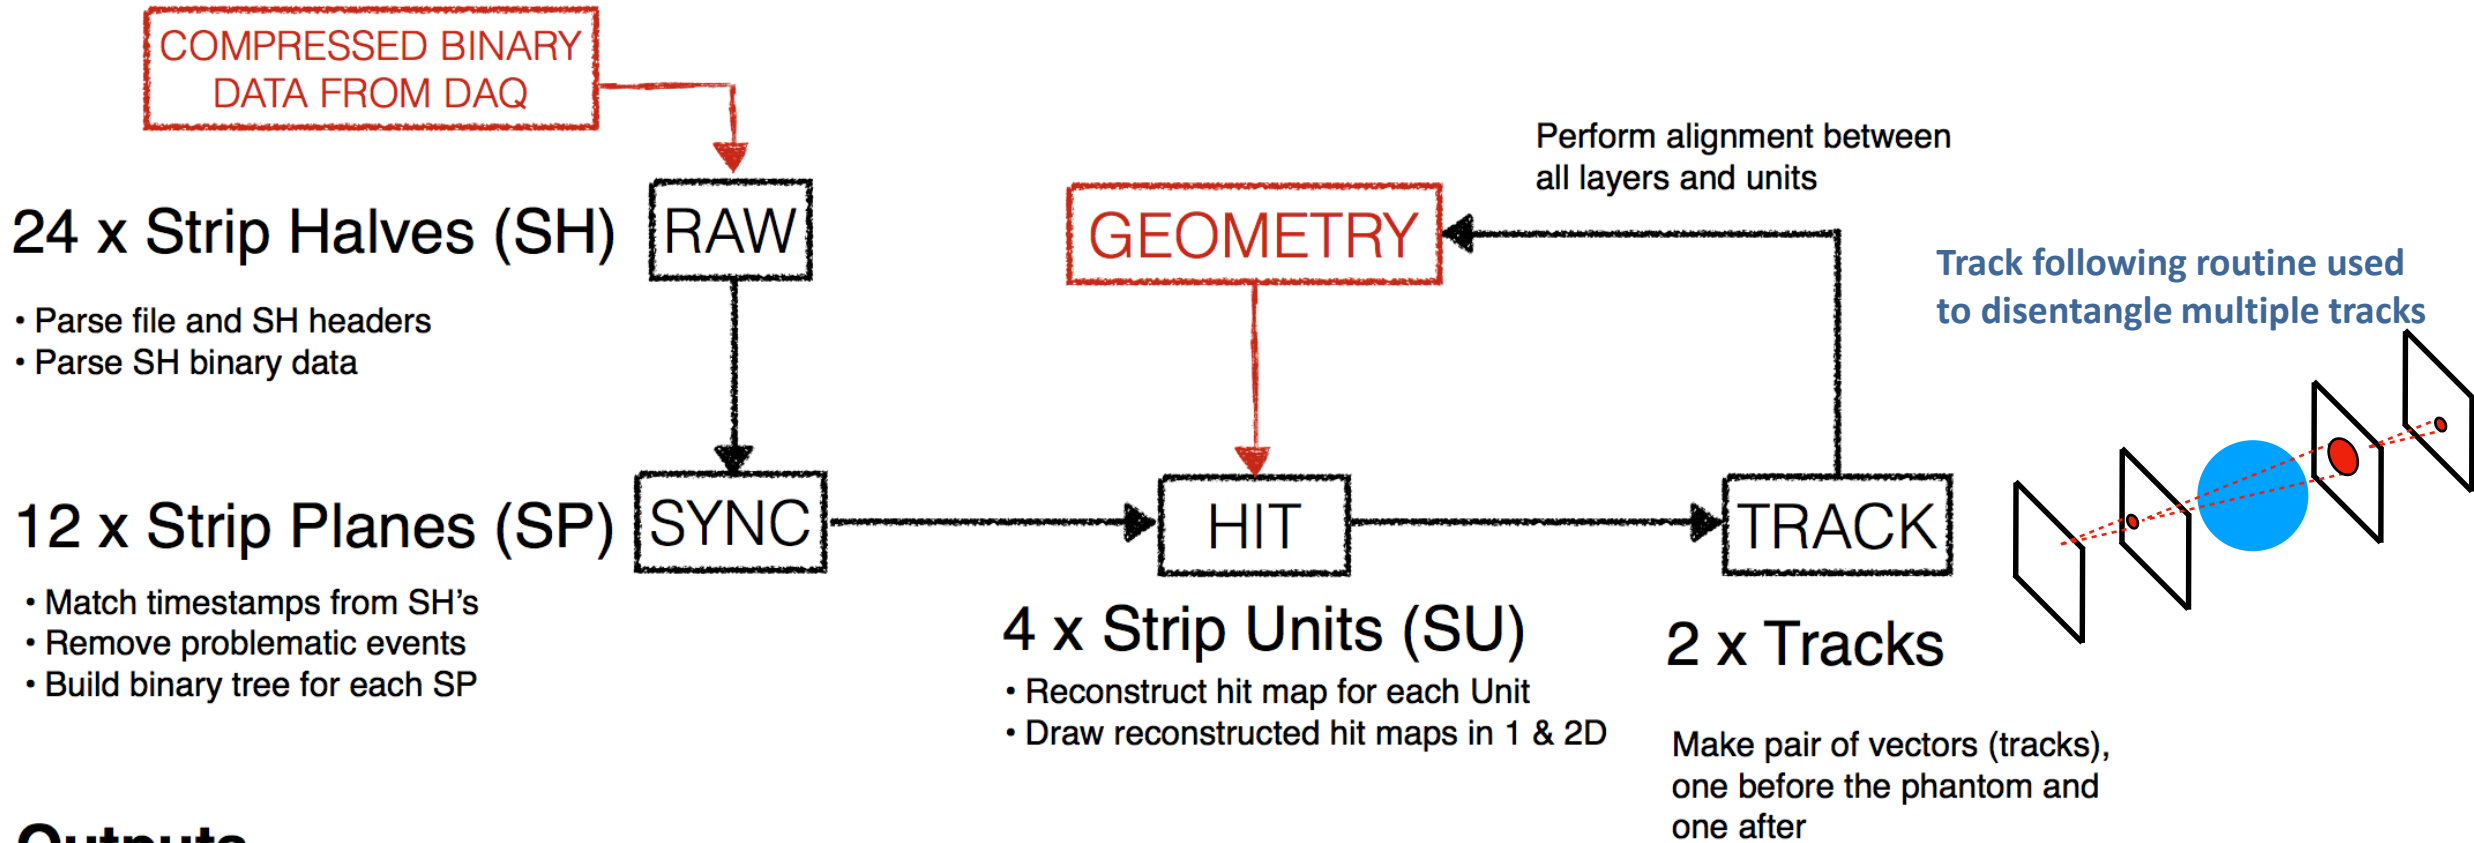 COMPRESSED BINARY
DATA FROM DAQ
24 x Strip Halves (SH)
RAW
• Parse file and SH headers
• Parse SH binary data
GEOMETRY
Perform alignment between
all layers and units
Track following routine used
to disentangle multiple tracks
12 x Strip Planes (SP)
SYNC
• Match timestamps from SH's
• Remove problematic events
• Build binary tree for each SP
HIT
4 x Strip Units (SU)
• Reconstruct hit map for each Unit
• Draw reconstructed hit maps in 1 & 2D
TRACK
2 x Tracks
Make pair of vectors (tracks),
one before the phantom and
one after
Outputs